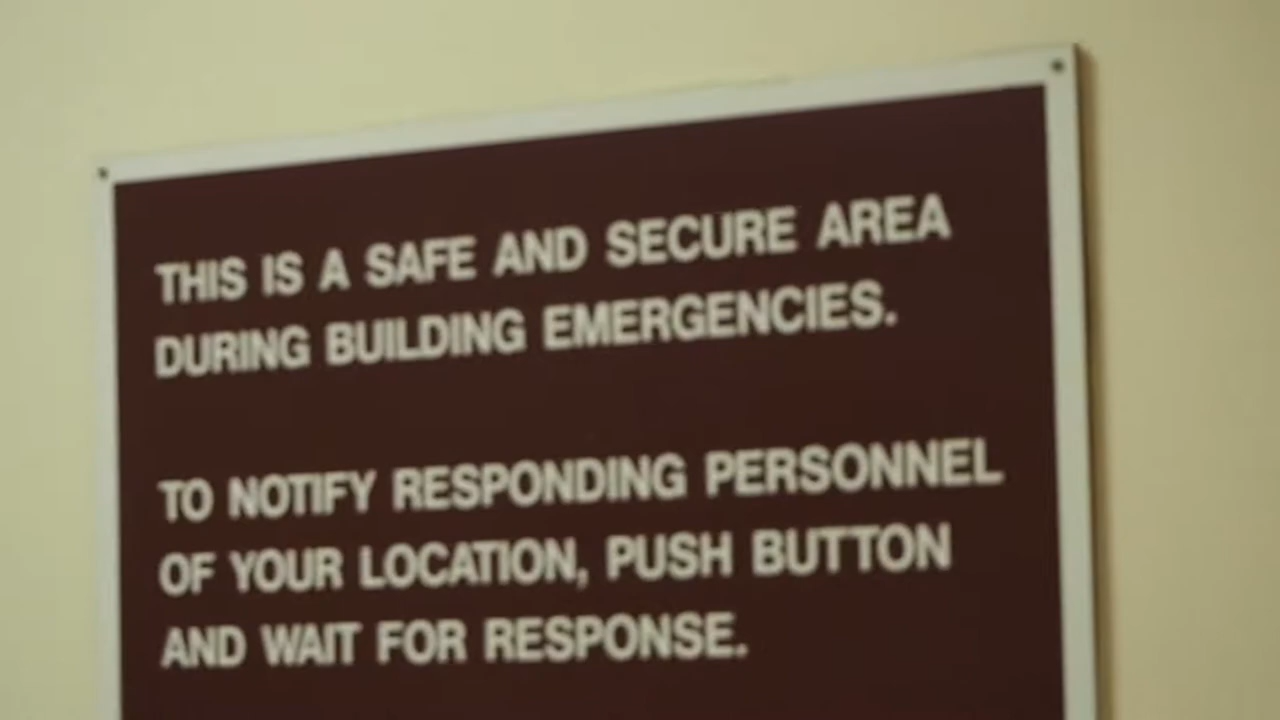 THIS IS A SAFE AND SECURE AREA
DURING BUILDING EMERGENCIES.
TO NOTIFY RESPONDING PERSONNEL
OF YOUR LOCATION, PUSH BUTTON
AND WAIT FOR RESPONSE.